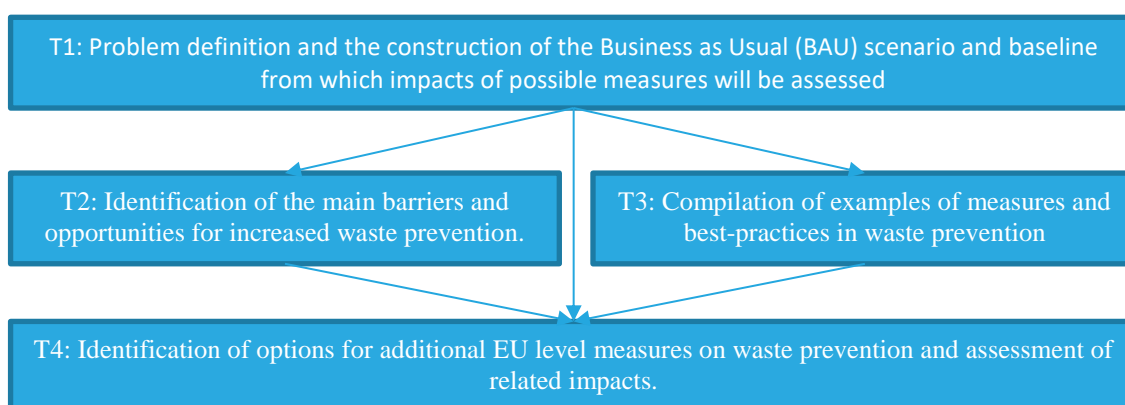 T1: Problem definition and the construction of the Business as Usual (BAU) scenario and baseline
from which impacts of possible measures will be assessed
T2: Identification of the main barriers and
opportunities for increased waste prevention.
T3: Compilation of examples of measures and
best-practices in waste prevention
T4: Identification of options for additional EU level measures on waste prevention and assessment of
related impacts.